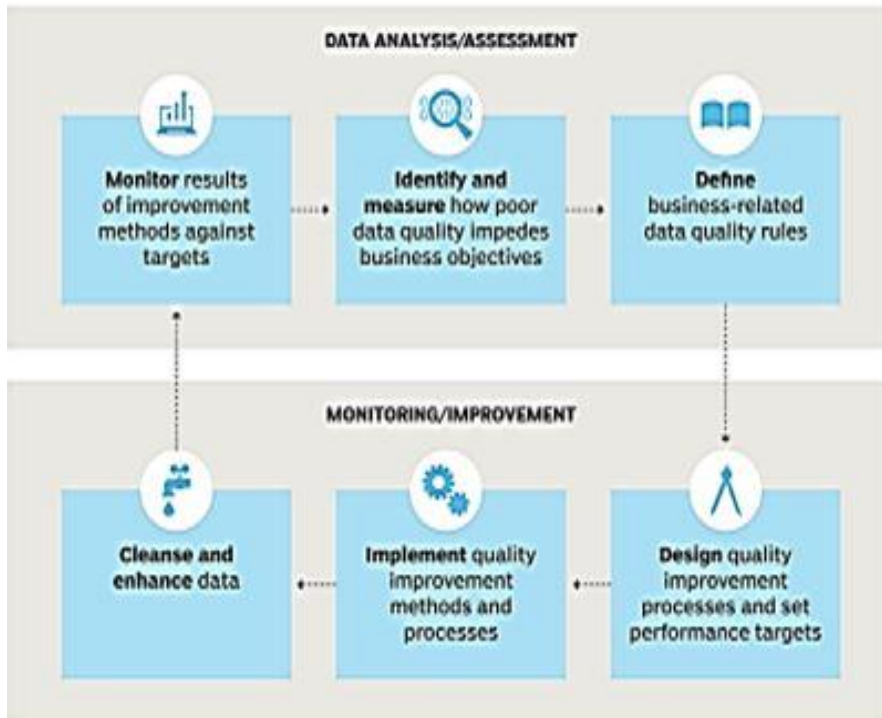 DATA ANALYSIS/ASSESSMENT
Monitor results
of improvement
methods against
targets
Identify and
measure how poor
data quality impedes
business objectives
Define
business-related
data quality rules
MONITORING/IMPROVEMENT
Cleanse and
enhance data
Implement quality
improvement
methods and
processes
Design quality
improvement
processes and set
performance targets